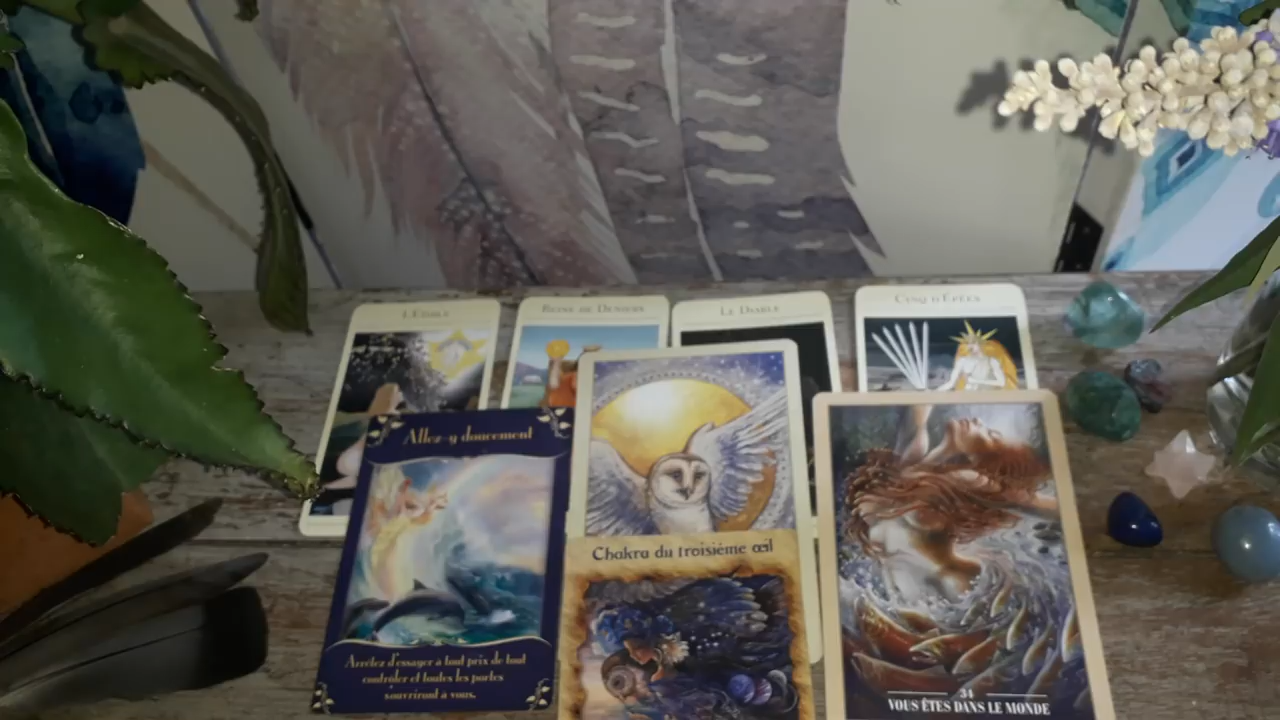 L'Étoile
Reine de Deniers
Le Diable
Cinq d'Épées
Allez-y doucement
Arrêtez d'essayer à tout prix de tout
contrôler et toutes les portes
s'ouvriront à vous.
Chakra du troisième œil
34
VOUS ÊTES DANS LE MONDE